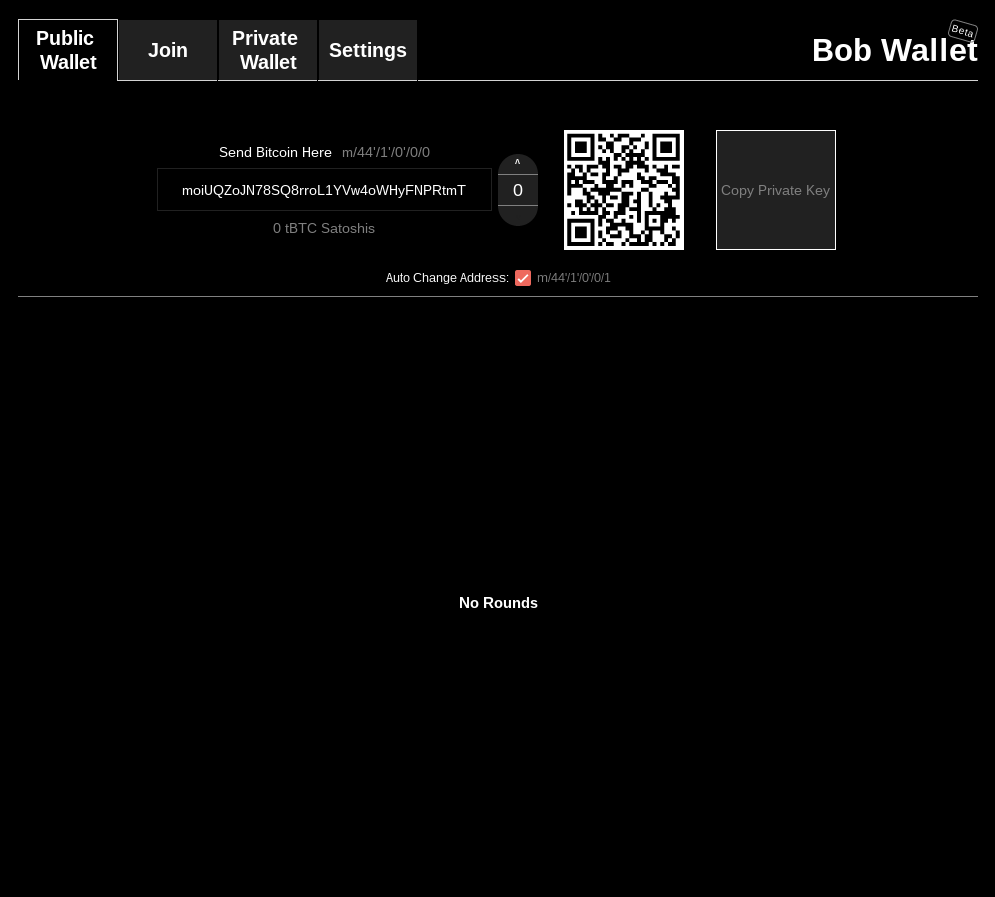 Public Wallet
Join
Private Wallet
Settings
Bob Wallet
Beta
Send Bitcoin Here m/44'/1'/0'/0/0
moiUQZoJN78SQ8rroL1YVw4oWHyFNPRtmT
0 tBTC Satoshis
^
0
Copy Private Key
Auto Change Address: m/44'/1'/0'/0/1
No Rounds